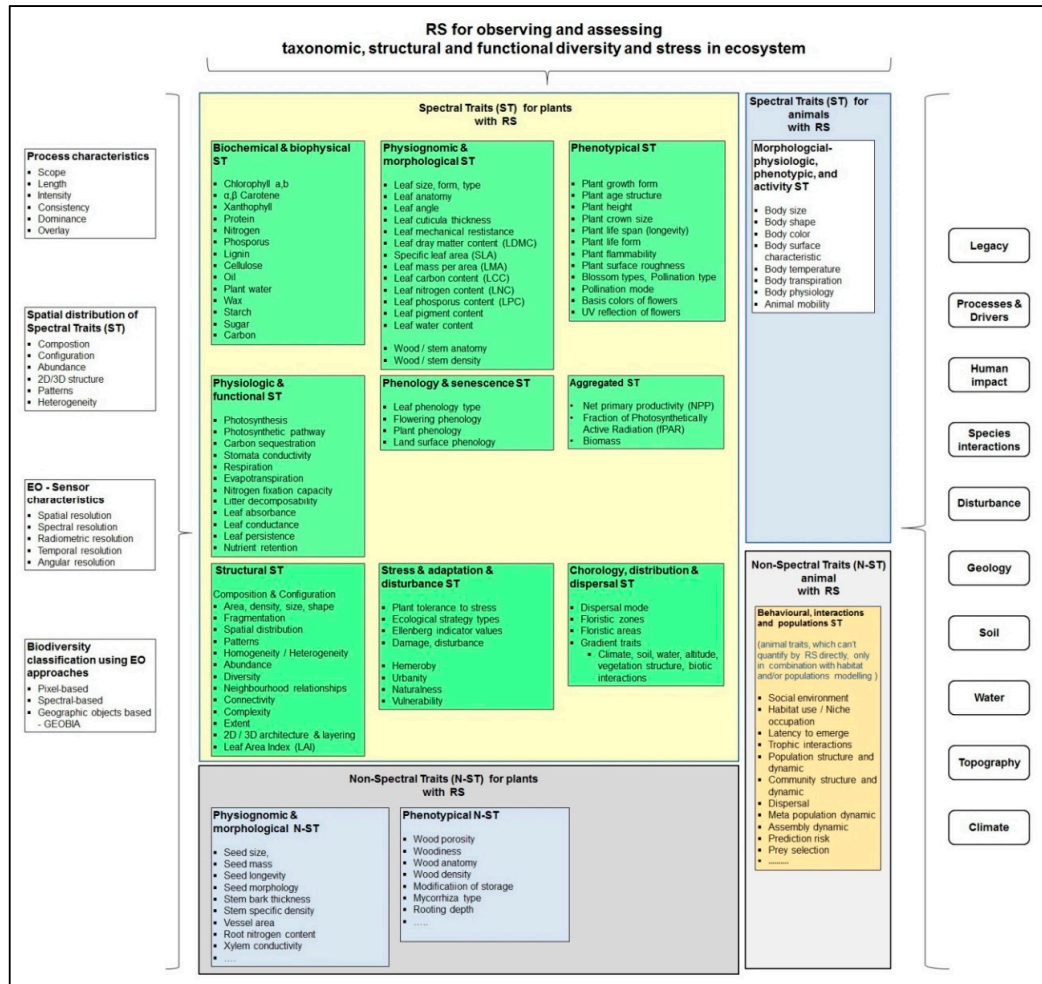 RS for observing and assessing
taxonomic, structural and functional diversity and stress in ecosystem
Process characteristics
Scope
Length
Intensity
Consistency
Dominance
Overlay
Spatial distribution of
Spectral Traits (ST)
Compostion
Configuration
Abundance
2D/3D structure
Patterns
Heterogeneity
EO - Sensor
characteristics
Spatial resolution
Spectral resolution
Radiometric resolution
Temporal resolution
Angular resolution
Biodiversity
classification using EO
approaches
Pixel-based
Spectral-based
Geographic objects based
- GEOBIA
Spectral Traits (ST) for plants
with RS
Biochemical & biophysical
ST
Chlorophyll a,b
α,β Carotene
Xanthophyll
Protein
Nitrogen
Phosporus
Lignin
Cellulose
Oil
Plant water
Wax
Starch
Sugar
Carbon
Physiognomic &
morphological ST
Leaf size, form, type
Leaf anatomy
Leaf angle
Leaf cuticula thickness
Leaf mechanical restistance
Leaf dray matter content (LDMC)
Specific leaf area (SLA)
Leaf mass per area (LMA)
Leaf carbon content (LCC)
Leaf nitrogen content (LNC)
Leaf phosporus content (LPC)
Leaf pigment content
Leaf water content
Wood / stem anatomy
Wood / stem density
Phenotypical ST
Plant growth form
Plant age structure
Plant height
Plant crown size
Plant life span (longevity)
Plant life form
Plant flammability
Plant surface roughness
Blossom types, Pollination type
Pollination mode
Basis colors of flowers
UV reflection of flowers
Physiologic &
functional ST
Photosynthesis
Photosynthetic pathway
Carbon sequestration
Stomata conductivity
Respiration
Evapotranspiration
Nitrogen fixation capacity
Litter decomposability
Leaf absorbance
Leaf conductance
Leaf persistence
Nutrient retention
Phenology & senescence ST
Leaf phenology type
Flowering phenology
Plant phenology
Land surface phenology
Aggregated ST
Net primary productivity (NPP)
Fraction of Photosynthetically
Active Radiation (fPAR)
Biomass
Structural ST
Composition & Configuration
Area, density, size, shape
Fragmentation
Spatial distribution
Patterns
Homogeneity / Heterogeneity
Abundance
Diversity
Neighbourhood relationships
Connectivity
Complexity
Extent
2D / 3D architecture & layering
Leaf Area Index (LAI)
Stress & adaptation &
disturbance ST
Plant tolerance to stress
Ecological strategy types
Ellenberg indicator values
Damage, disturbance
Hemeroby
Urbanity
Naturalness
Vulnerability
Chorology, distribution &
dispersal ST
Dispersal mode
Floristic zones
Floristic areas
Gradient traits
Climate, soil, water, altitude,
vegetation structure, biotic
interactions
Non-Spectral Traits (N-ST) for plants
with RS
Physiognomic &
morphological N-ST
Seed size,
Seed mass
Seed longevity
Seed morphology
Stem bark thickness
Stem specific density
Vessel area
Root nitrogen content
Xylem conductivity
....
Phenotypical N-ST
Wood porosity
Woodiness
Wood anatomy
Wood density
Modificatiion of storage
Mycorrhiza type
Rooting depth
.....
Spectral Traits (ST) for
animals
with RS
Morphologcial-
physiologic,
phenotypic, and
activity ST
Body size
Body shape
Body color
Body surface
characteristic
Body temperature
Body transpiration
Body physiology
Animal mobility
Non-Spectral Traits (N-ST)
animal
with RS
Behavioural, interactions
and populations ST
(animal traits, which can't
quantify by RS directly, only
in combination with habitat
and/or populations modelling )
Social environment
Habitat use / Niche
occupation
Latency to emerge
Trophic interactions
Population structure and
dynamic
Community structure and
dynamic
Dispersal
Meta population dynamic
Assembly dynamic
Prediction risk
Prey selection
.........
Legacy
Processes &
Drivers
Human
impact
Species
interactions
Disturbance
Geology
Soil
Water
Topography
Climate